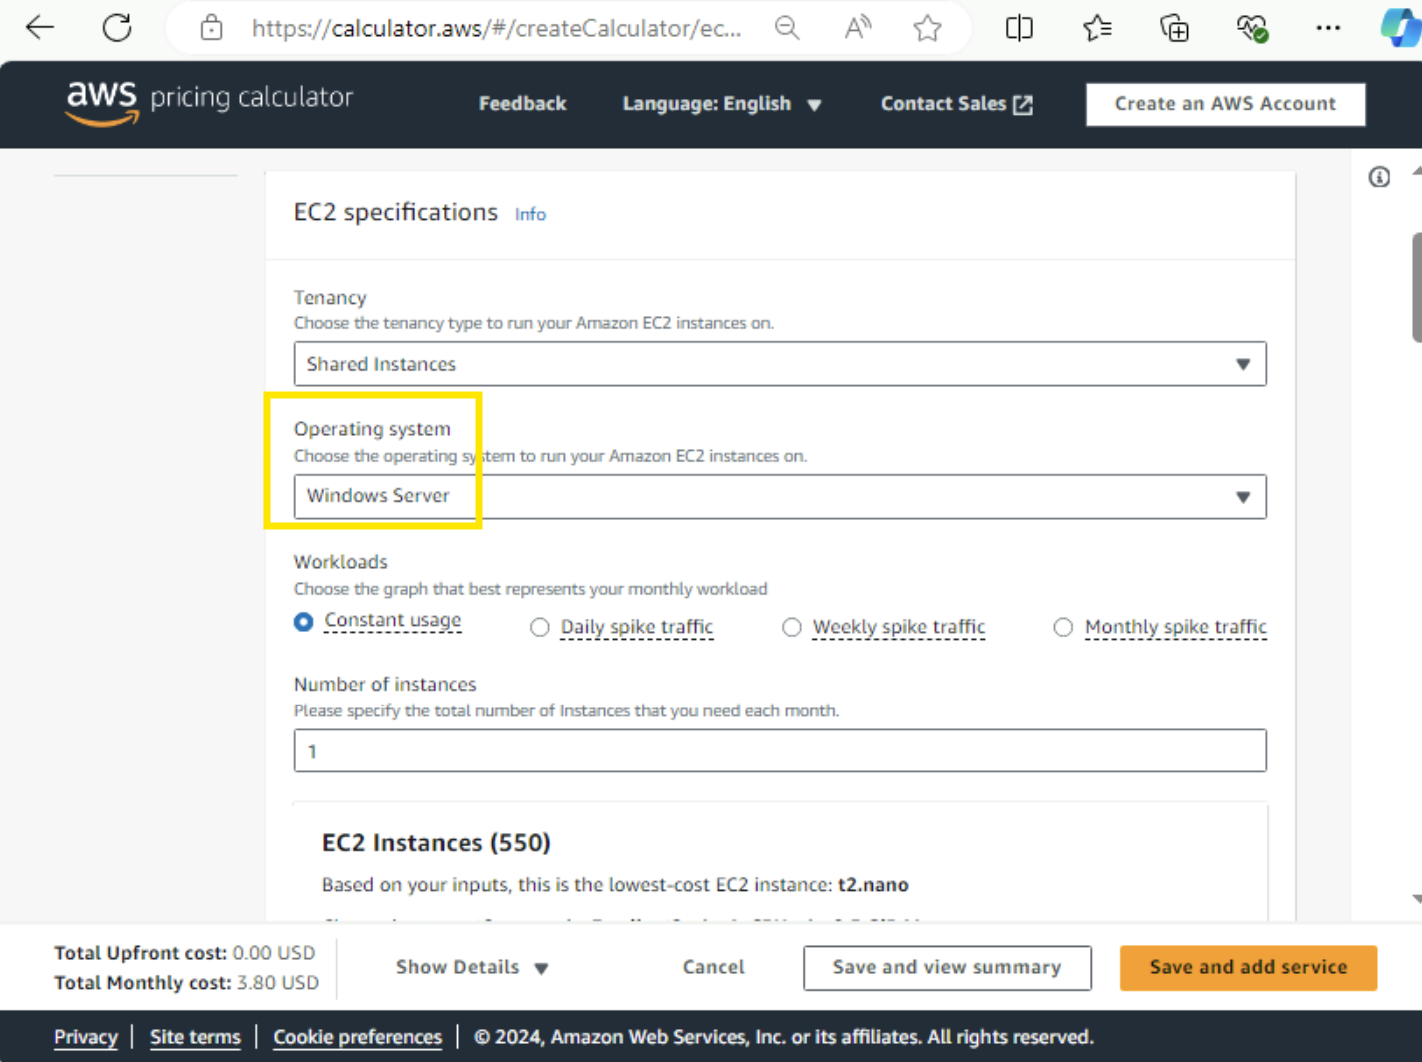 https://calculator.aws/#/createCalculator/ec...
aws pricing calculator
Feedback
Language: English
Contact Sales
Create an AWS Account
EC2 specifications Info
Tenancy
Choose the tenancy type to run your Amazon EC2 instances on.
Shared Instances
Operating system
Choose the operating system to run your Amazon EC2 instances on.
Windows Server
Workloads
Choose the graph that best represents your monthly workload
Constant usage
Daily spike traffic
Weekly spike traffic
Monthly spike traffic
Number of instances
Please specify the total number of Instances that you need each month.
1
EC2 Instances (550)
Based on your inputs, this is the lowest-cost EC2 instance: t2.nano
Total Upfront cost: 0.00 USD
Total Monthly cost: 3.80 USD
Show Details
Cancel
Save and view summary
Save and add service
Privacy | Site terms | Cookie preferences | © 2024, Amazon Web Services, Inc. or its affiliates. All rights reserved.